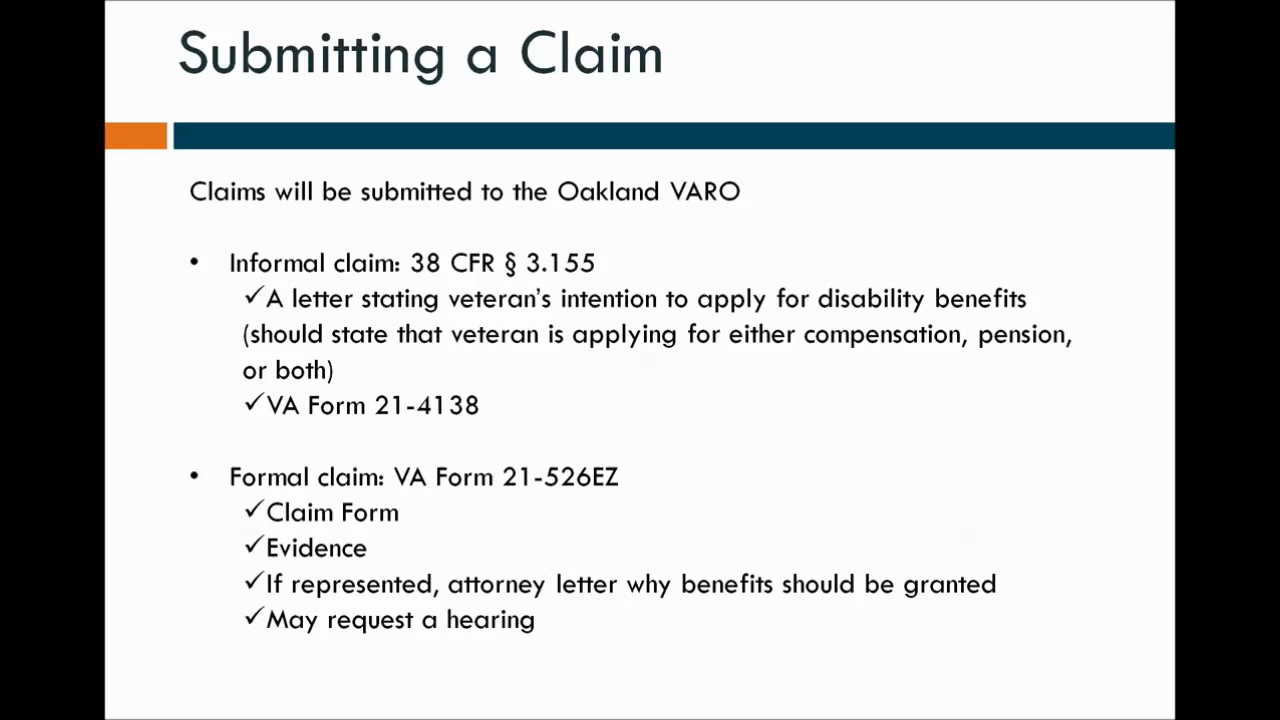 Submitting a Claim
Claims will be submitted to the Oakland VARO
• Informal claim: 38 CFR § 3.155
✓A letter stating veteran's intention to apply for disability benefits
(should state that veteran is applying for either compensation, pension,
or both)
✓VA Form 21-4138
• Formal claim: VA Form 21-526EZ
✓Claim Form
✓Evidence
✓If represented, attorney letter why benefits should be granted
✓May request a hearing